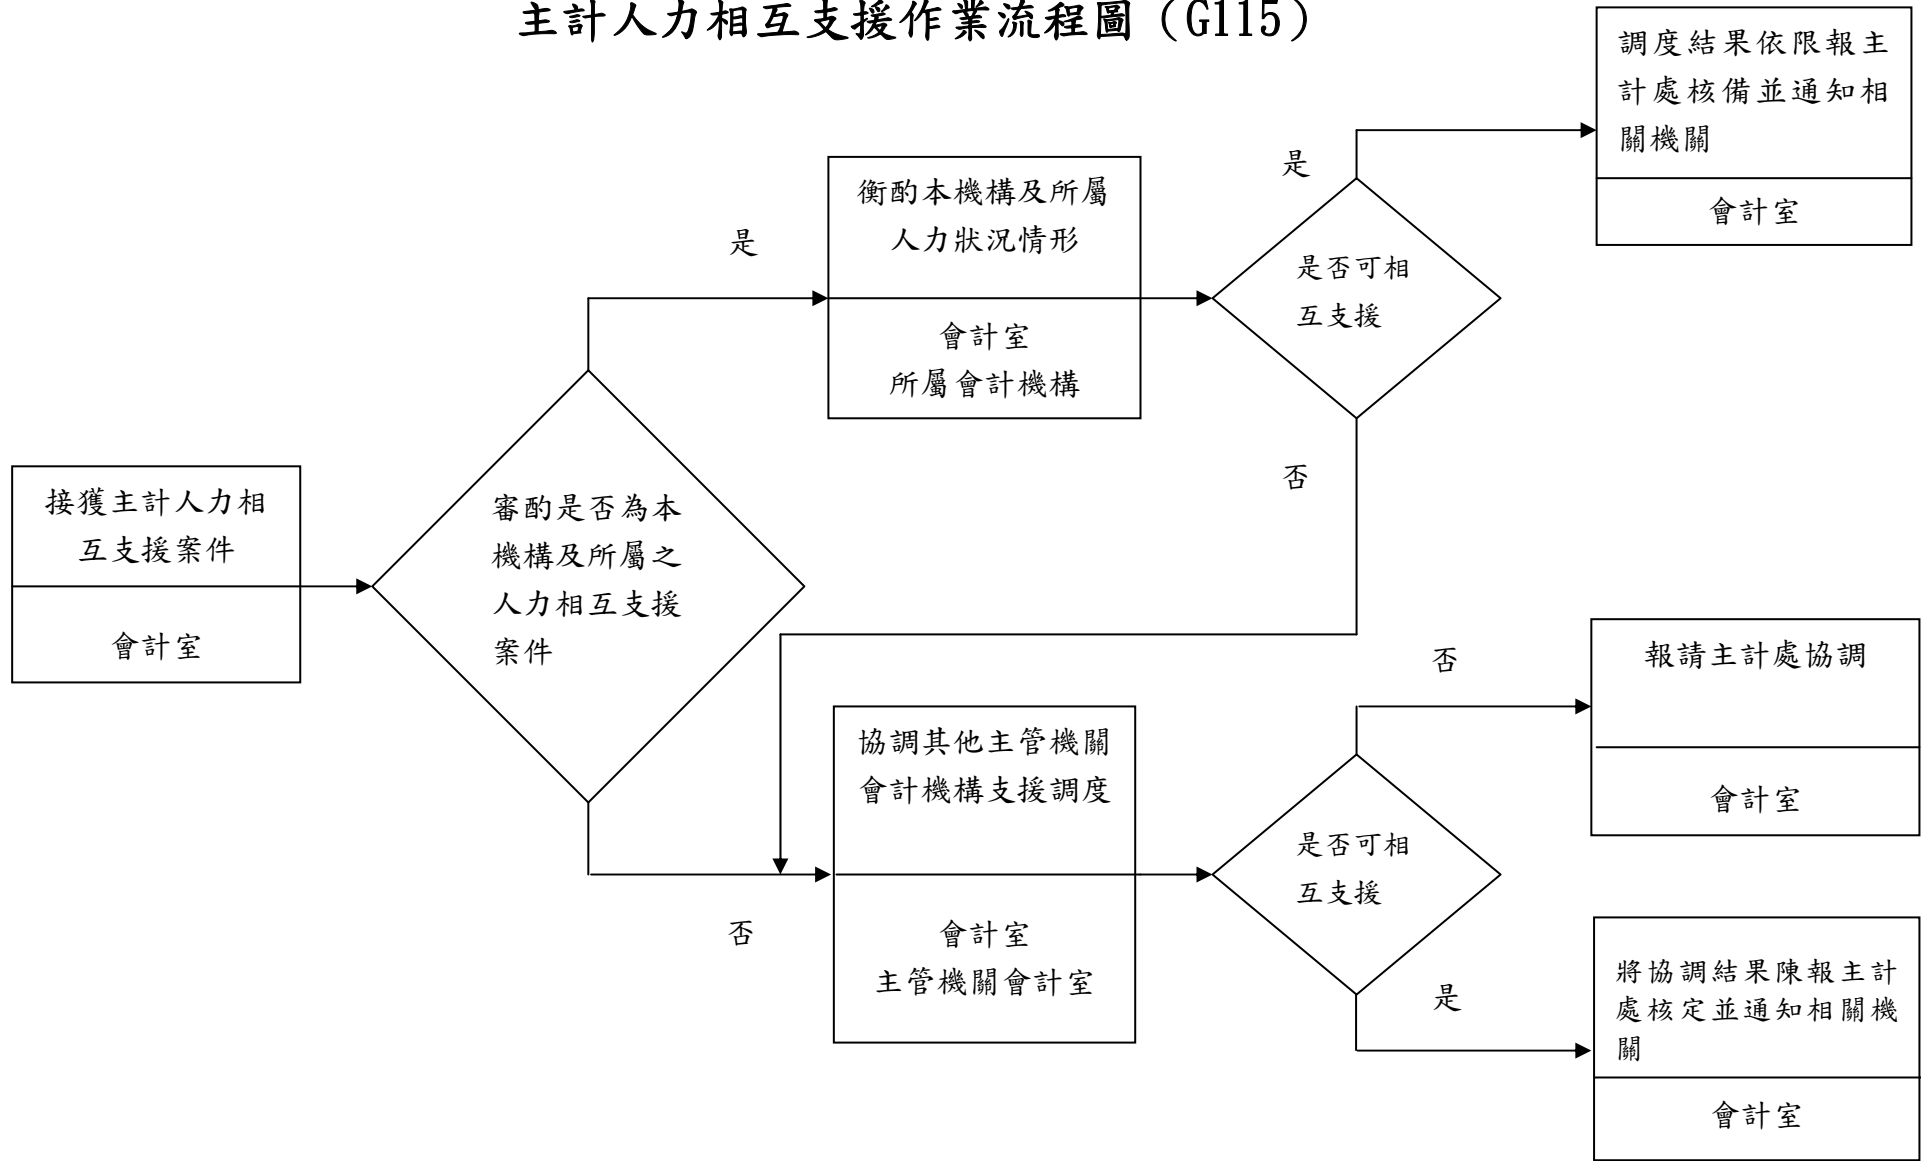 主計人力相互支援作業流程圖（G115）
調度結果依限報主
計處核備並通知相
關機關
會計室
是
衡酌本機構及所屬
人力狀況情形
會計室
所屬會計機構
是
是否可相
互支援
否
接獲主計人力相
互支援案件
會計室
審酌是否為本
機構及所屬之
人力相互支援
案件
否
協調其他主管機關
會計機構支援調度
會計室
主管機關會計室
是否可相
互支援
否
報請主計處協調
會計室
是
將協調結果陳報主計
處核定並通知相關機
關
會計室